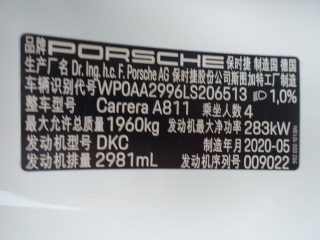 品牌 PORSCHE 保时捷 制造国 德国
生产厂名 Dr. Ing. h.c. F. Porsche AG 保时捷股份公司斯图加特工厂制造
车辆识别代号 WP0AA2996LS206513 1,0%
整车型号 Carrera A811 乘坐人数 4
最大允许总质量 1960kg 发动机最大净功率 283kW
发动机型号 DKC 制造年月 2020-05
发动机排量 2981mL 发动机序列号 009022